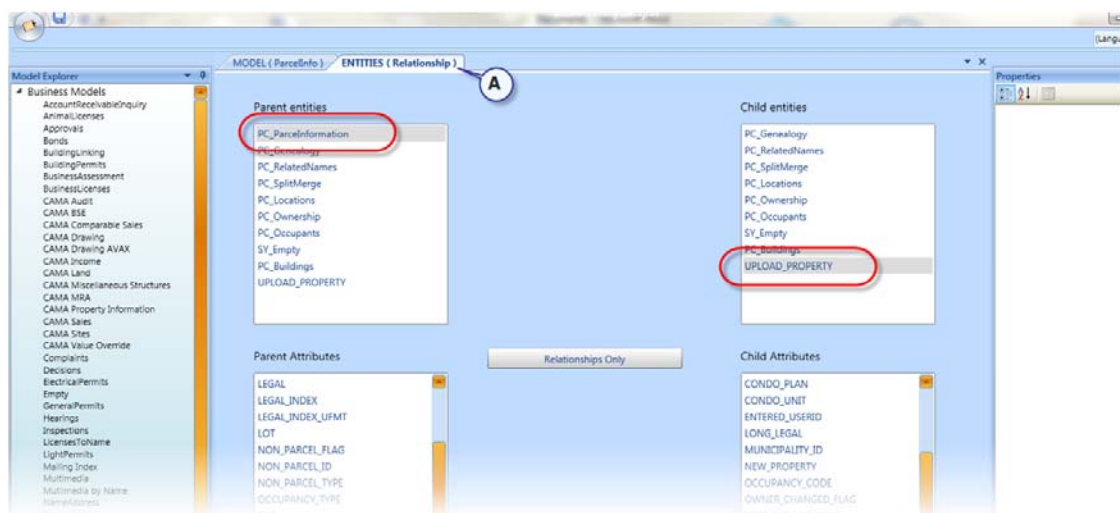 (Langu
MODEL ( ParcelInfo )
ENTITIES ( Relationship )
A
Model Explorer
Business Models
AccountReceivableInquiry
AnimalLicenses
Approvals
Bonds
BuildingLinking
BuildingPermits
BusinessAssessment
BusinessLicenses
CAMA Audit
CAMA BSE
CAMA Comparable Sales
CAMA Drawing
CAMA Drawing AVAX
CAMA Income
CAMA Land
CAMA Miscellaneous Structures
CAMA MRA
CAMA Property Information
CAMA Sales
CAMA Sites
CAMA Value Override
Complaints
Decisions
ElectricalPermits
Empty
GeneralPermits
Hearings
Inspections
LicensesToName
LightPermits
Mailing Index
Multimedia
Multimedia by Name
NameAddress
Parent entities
PC_ParcelInformation
PC_Genealogy
PC_RelatedNames
PC_SplitMerge
PC_Locations
PC_Ownership
PC_Occupants
SY_Empty
PC_Buildings
UPLOAD_PROPERTY
Child entities
PC_Genealogy
PC_RelatedNames
PC_SplitMerge
PC_Locations
PC_Ownership
PC_Occupants
SY_Empty
PC_Buildings
UPLOAD_PROPERTY
Parent Attributes
LEGAL
LEGAL_INDEX
LEGAL_INDEX_UFMT
LOT
NON_PARCEL_FLAG
NON_PARCEL_ID
NON_PARCEL_TYPE
OCCUPANCY_TYPE
Relationships Only
Child Attributes
CONDO_PLAN
CONDO_UNIT
ENTERED_USERID
LONG_LEGAL
MUNICIPALITY_ID
NEW_PROPERTY
OCCUPANCY_CODE
OWNER_CHANGED_FLAG
Properties